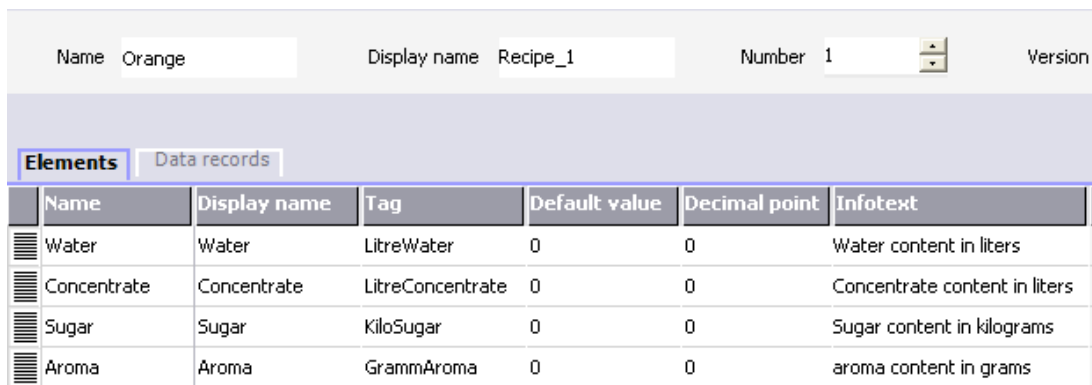 Name Orange Display name Recipe_1 Number 1 Version
Elements Data records
Name Display name Tag Default value Decimal point Infotext
Water Water LitreWater 0 0 Water content in liters
Concentrate Concentrate LitreConcentrate 0 0 Concentrate content in liters
Sugar Sugar KiloSugar 0 0 Sugar content in kilograms
Aroma Aroma GrammAroma 0 0 aroma content in grams